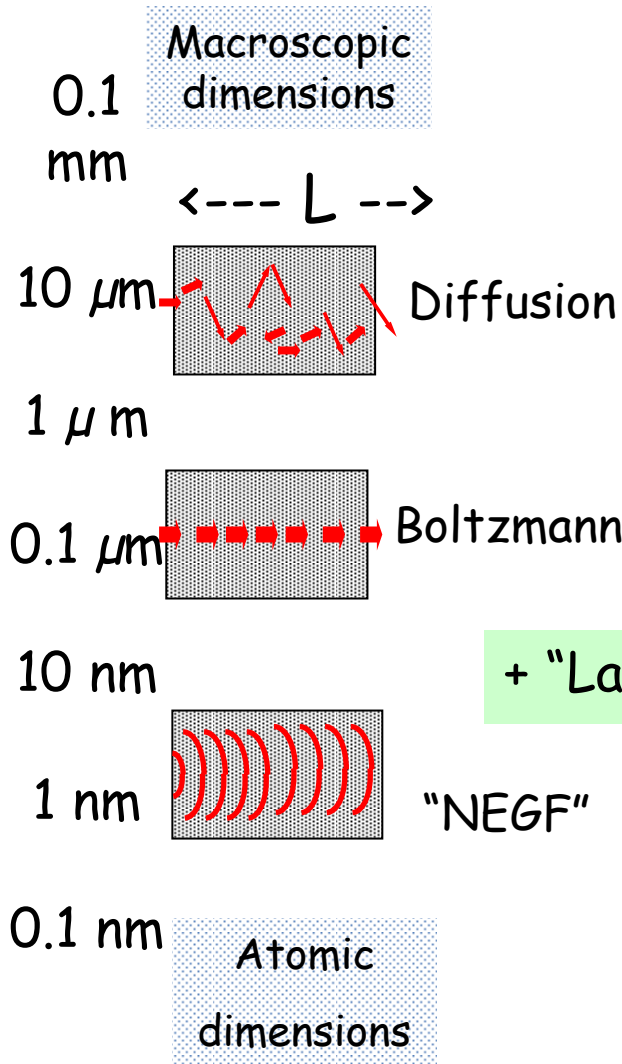 Macroscopic
dimensions
0.1
mm
<--- L -->
10 μm
Diffusion
1 μ m
0.1 μm
Boltzmann
10 nm
+ “La
1 nm
“NEGF”
0.1 nm
Atomic
dimensions